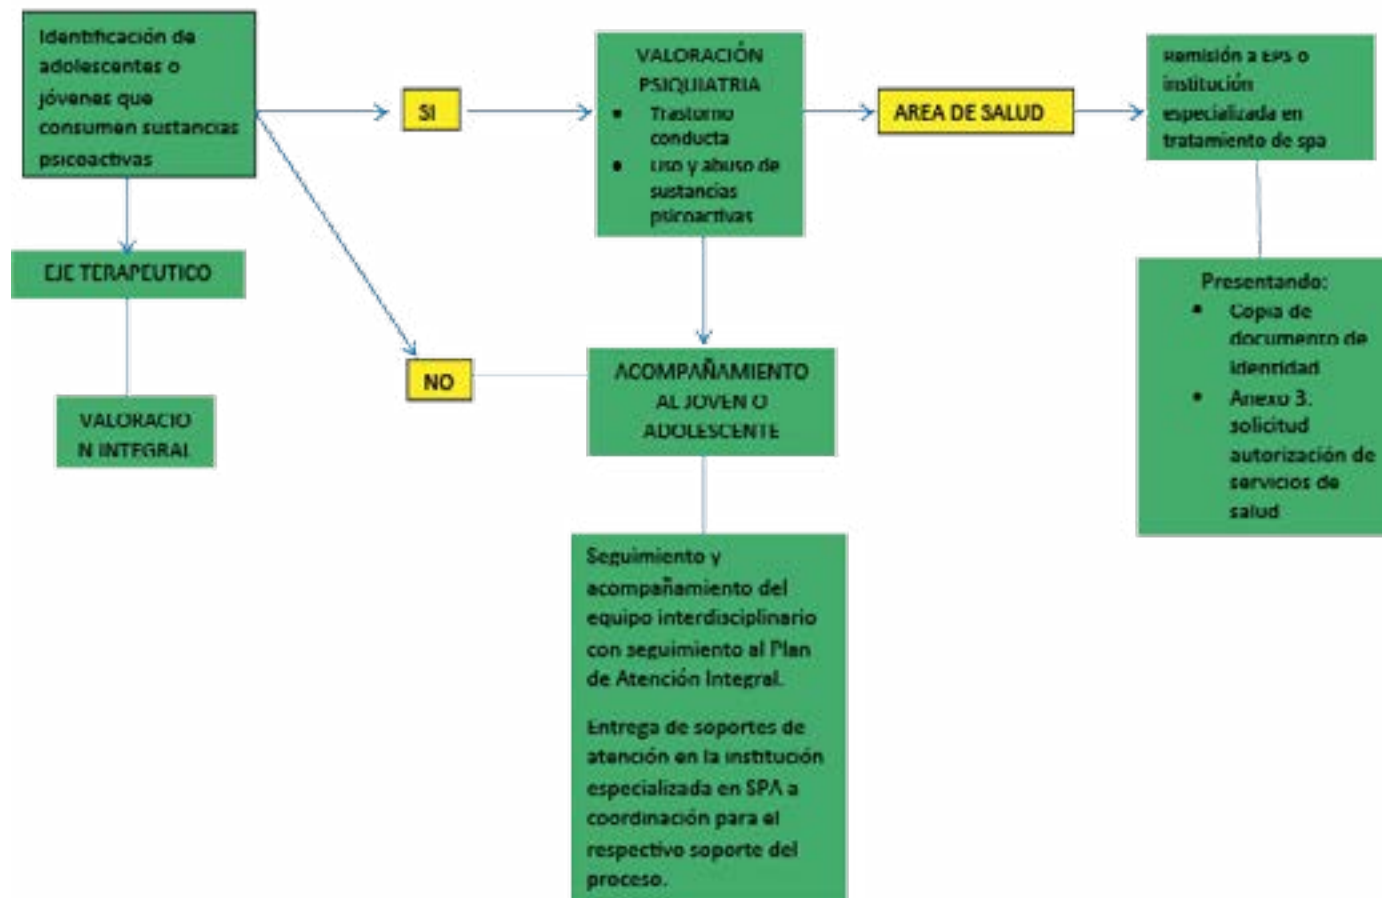 Identificación de
adolescentes o
jóvenes que
consumen sustancias
psicoactivas
SI
VALORACIÓN
PSIQUIATRIA
• Trastorno
conducta
• Uso y abuso de
sustancias
psicoactivas
AREA DE SALUD
Remisión a EPS o
institución
especializada en
tratamiento de spa
EJE TERAPEUTICO
VALORACIO
N INTEGRAL
NO
ACOMPAÑAMIENTO
AL JOVEN O
ADOLESCENTE
Presentando:
• Copia de
documento de
identidad
• Anexo 3.
solicitud
autorización de
servicios de
salud
Seguimiento y
acompañamiento del
equipo interdisciplinario
con seguimiento al Plan
de Atención Integral.
Entrega de soportes de
atención en la institución
especializada en SPA a
coordinación para el
respectivo soporte del
proceso.